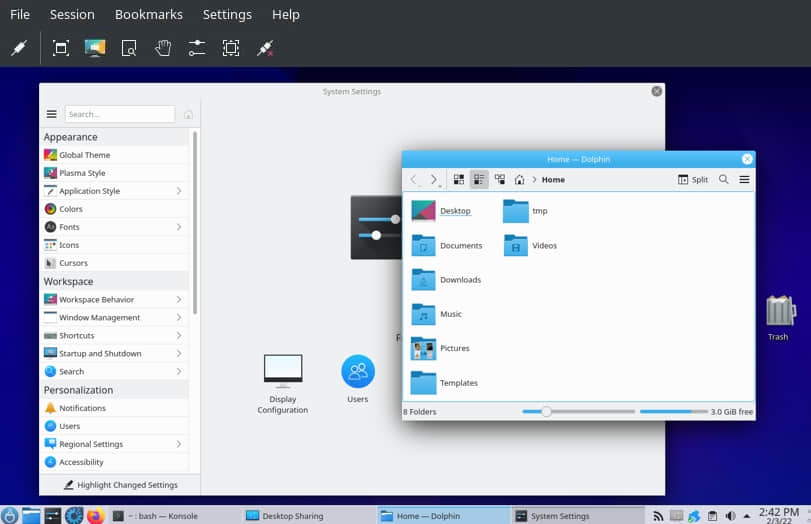 File Session Bookmarks Settings Help
System Settings
Search...
Appearance
Global Theme
Plasma Style
Application Style
Colors
Fonts
Icons
Cursors
Workspace
Workspace Behavior
Window Management
Shortcuts
Startup and Shutdown
Search
Personalization
Notifications
Users
Regional Settings
Accessibility
Highlight Changed Settings
Display
Configuration
Users
Home — Dolphin
Home
Split
Desktop
tmp
Documents
Videos
Downloads
Music
Pictures
Templates
8 Folders
3.0 GiB free
Trash
~ : bash — Konsole
Desktop Sharing
Home — Dolphin
System Settings
2:42 PM
2/3/22